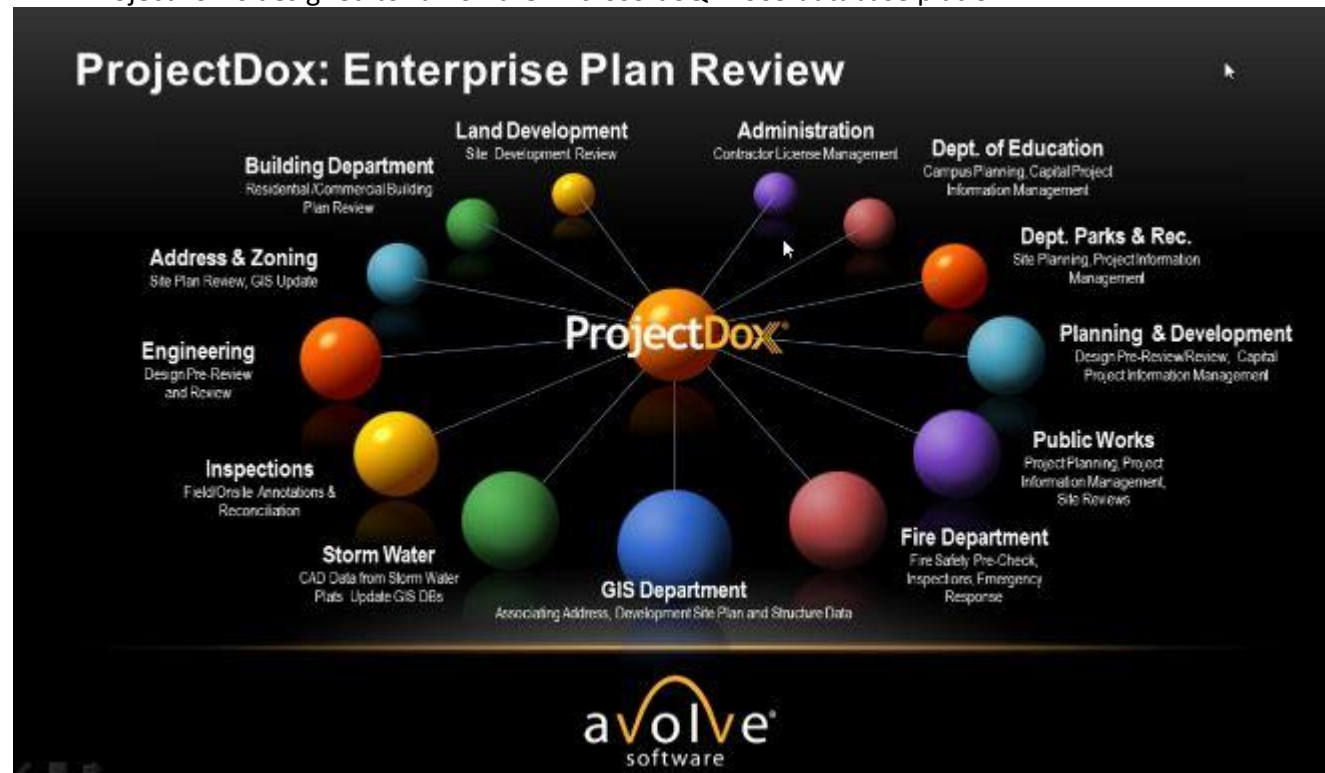 ProjectDox: Enterprise Plan Review
Land Development
Site Development Review
Administration
Contractor License Management
Building Department
Residential /Commercial Building
Plan Review
Dept. of Education
Campus Planning, Capital Project
Information Management
Address & Zoning
Site Plan Review, GIS Update
Dept. Parks & Rec.
Site Planning, Project Information
Management
ProjectDox®
Engineering
Design Pre-Review
and Review
Planning & Development
Design Pre-Review/Review, Capital
Project Information Management
Inspections
Field/Onsite Annotations &
Reconciliation
Public Works
Project Planning, Project
Information Management,
Site Reviews
Storm Water
CAD Data from Storm Water
Plats Update GIS DBs
Fire Department
Fire Safety Pre-Check,
Inspections, Emergency
Response
GIS Department
Associating Address, Development Site Plan and Structure Data
avolve®
software